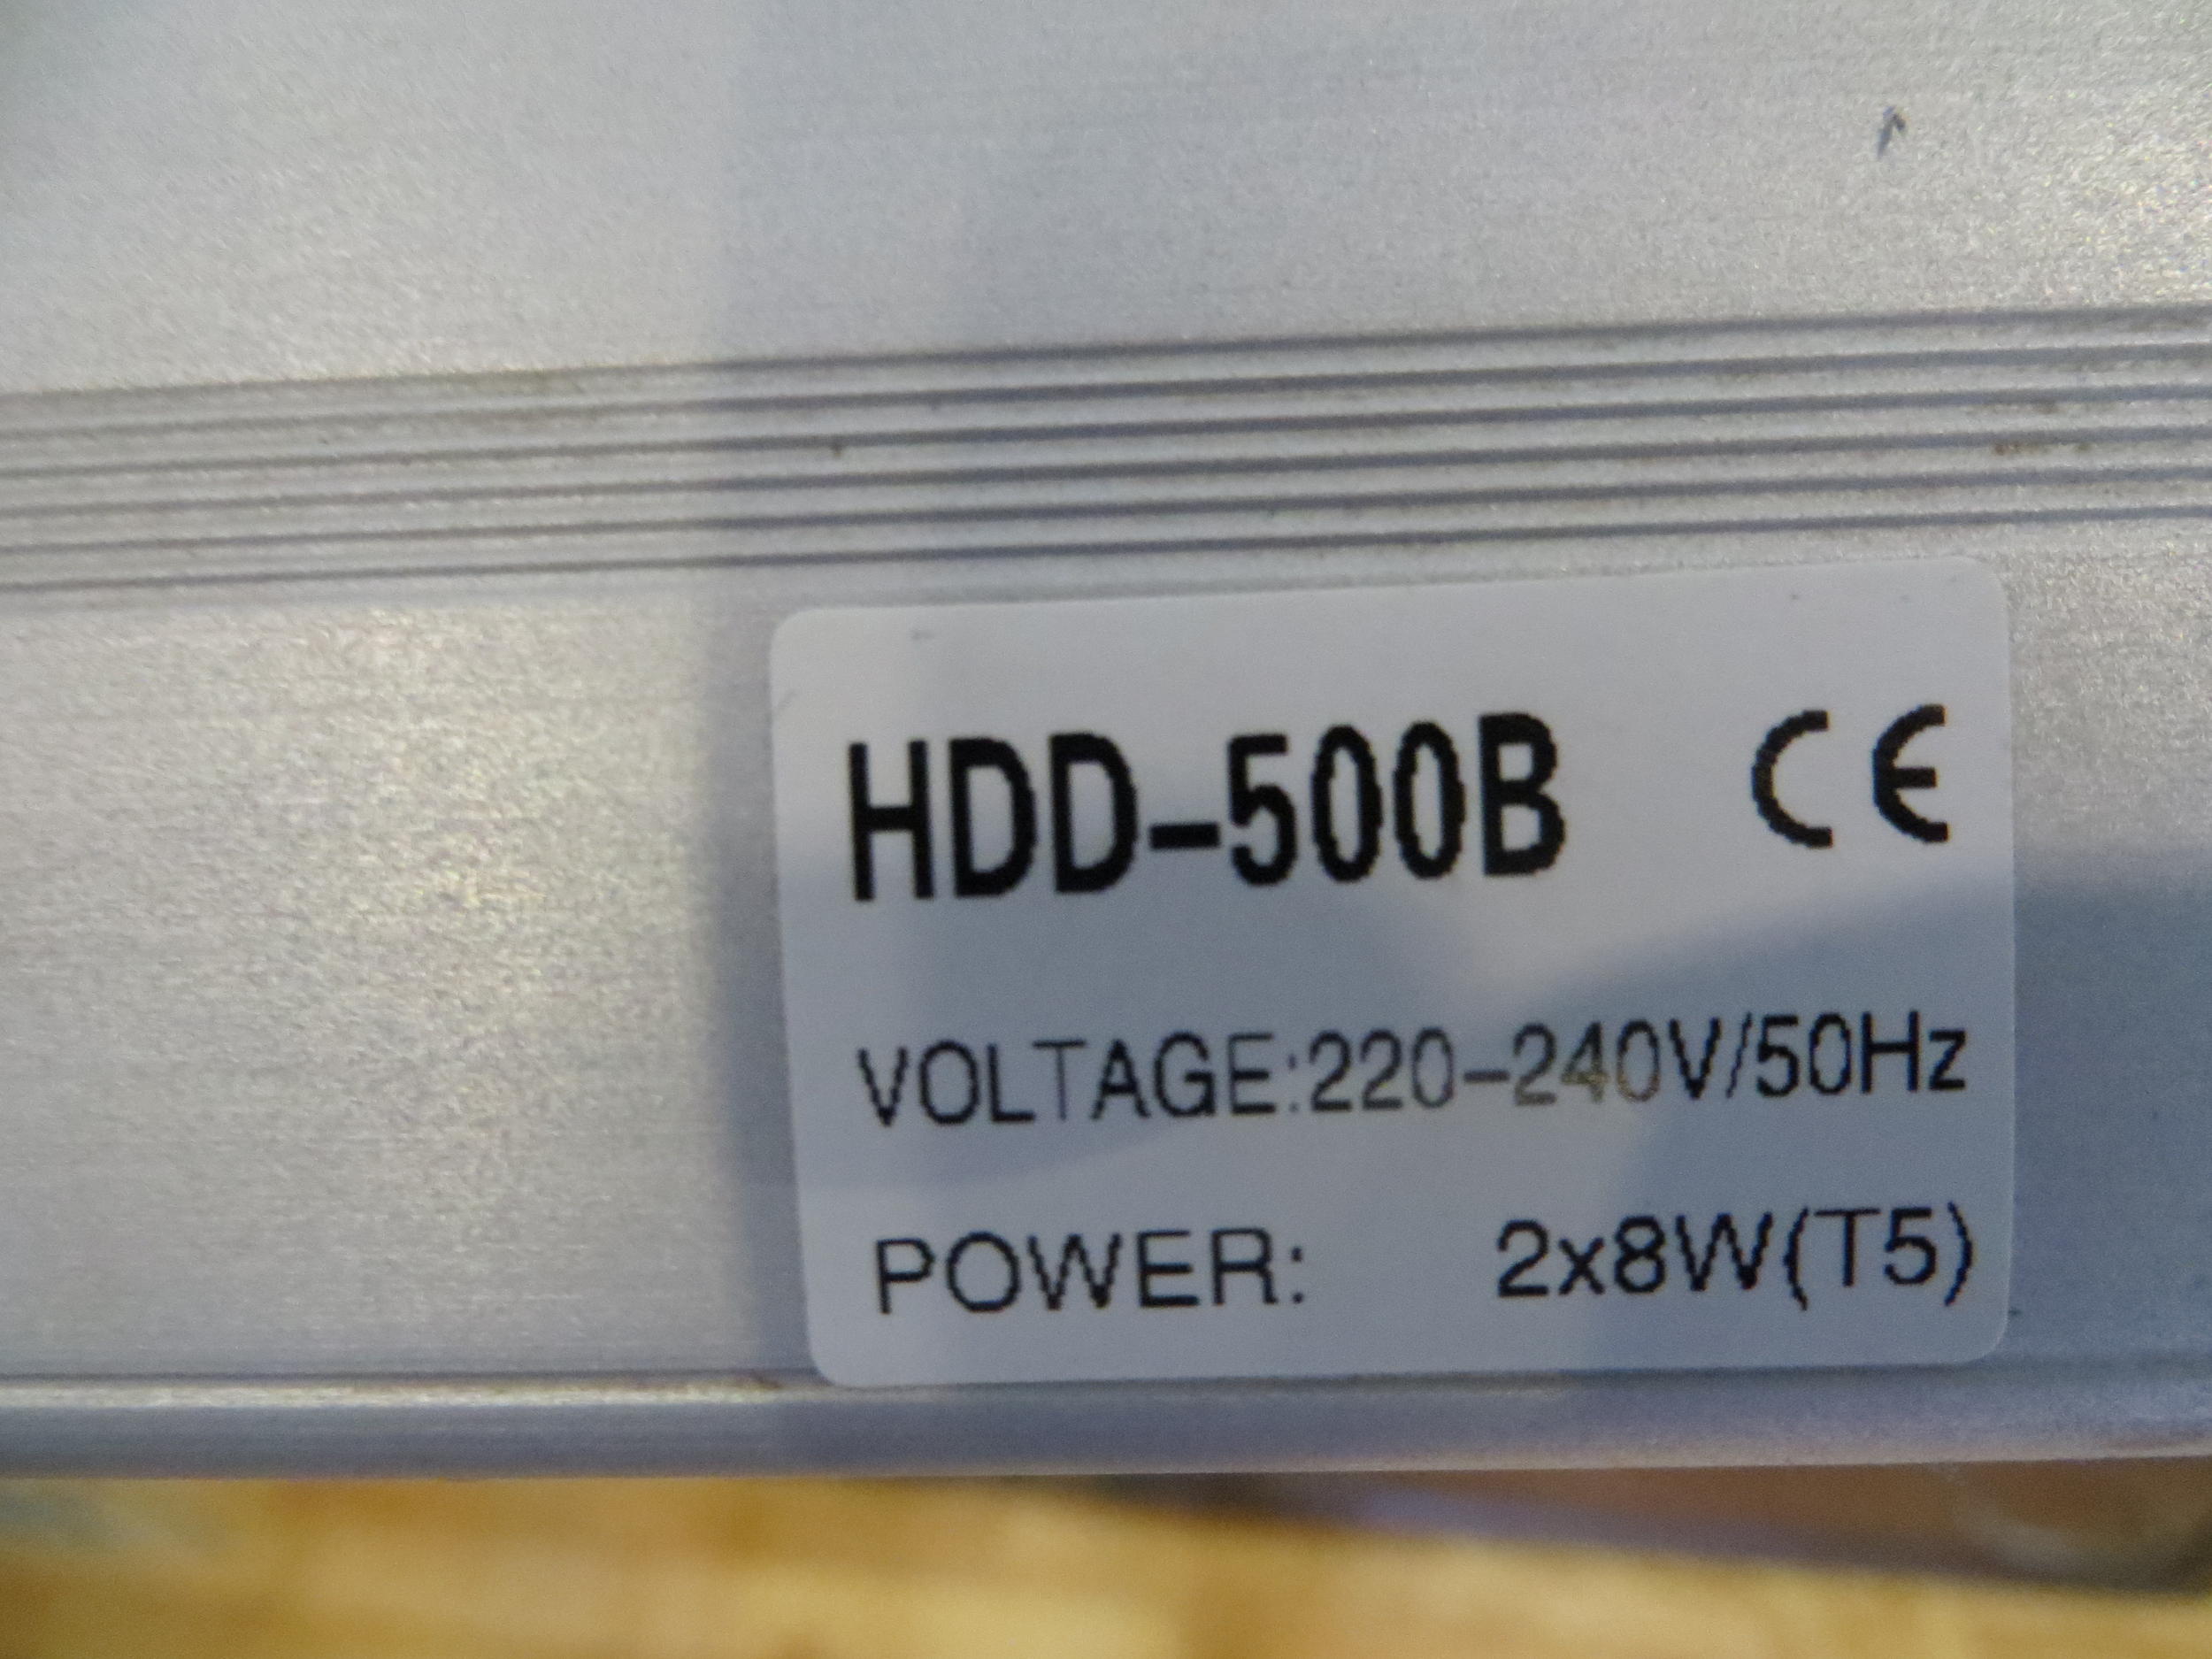 HDD-500B CE
VOLTAGE:220-240V/50Hz
POWER: 2x8W(T5)